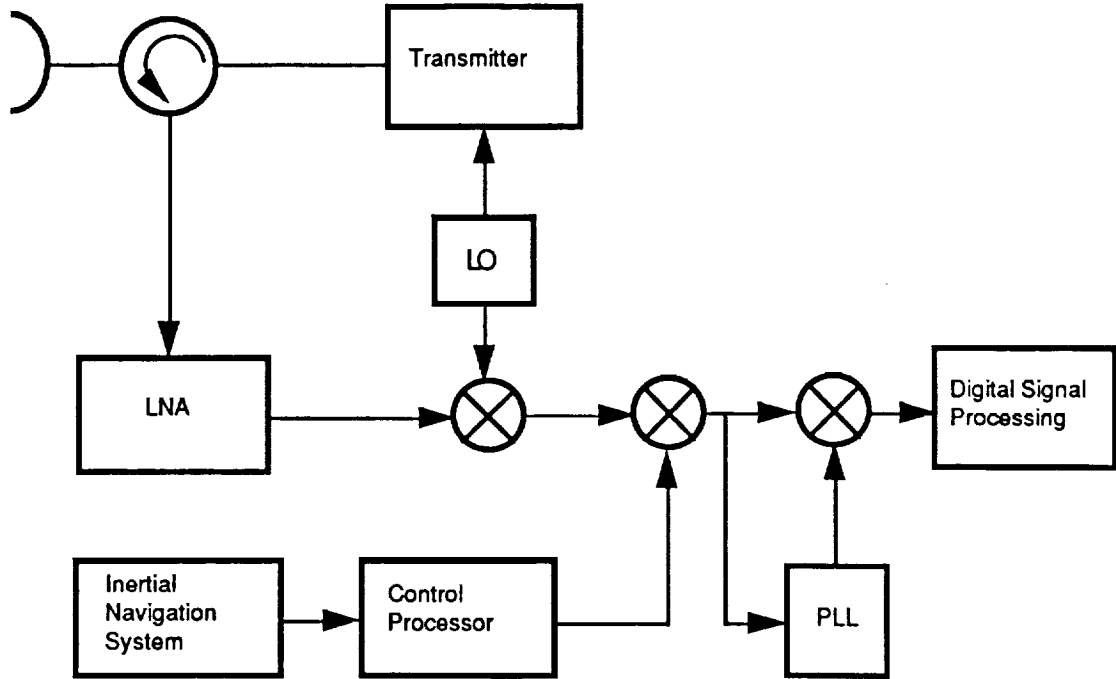 Transmitter
LO
LNA
Digital Signal
Processing
Inertial
Navigation
System
Control
Processor
PLL